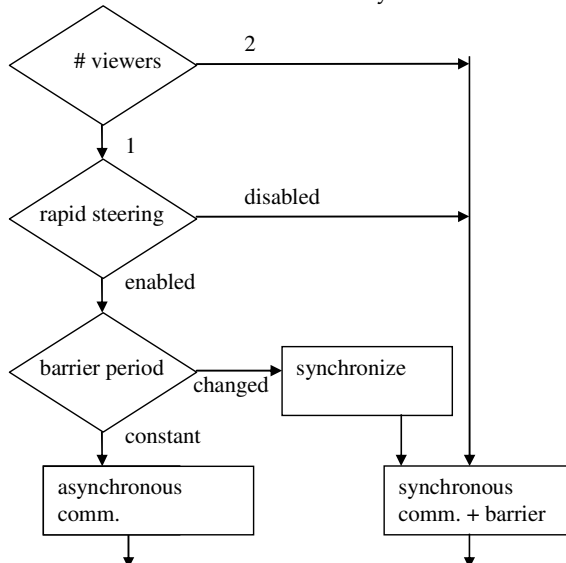 # viewers
2
1
rapid steering
disabled
enabled
barrier period
changed
synchronize
constant
asynchronous
comm.
synchronous
comm. + barrier